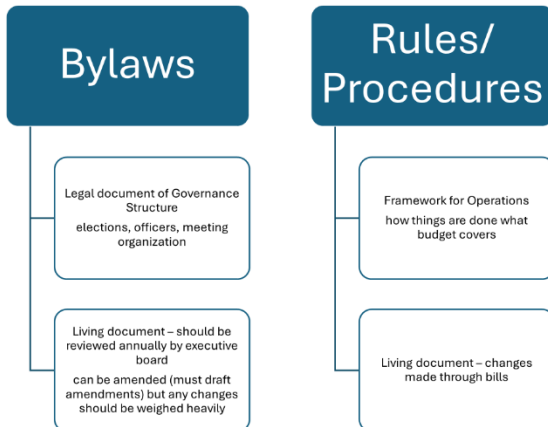 Bylaws
Legal document of Governance
Structure
elections, officers, meeting
organization
Living document – should be
reviewed annually by executive
board
can be amended (must draft
amendments) but any changes
should be weighed heavily
Rules/
Procedures
Framework for Operations
how things are done what
budget covers
Living document – changes
made through bills